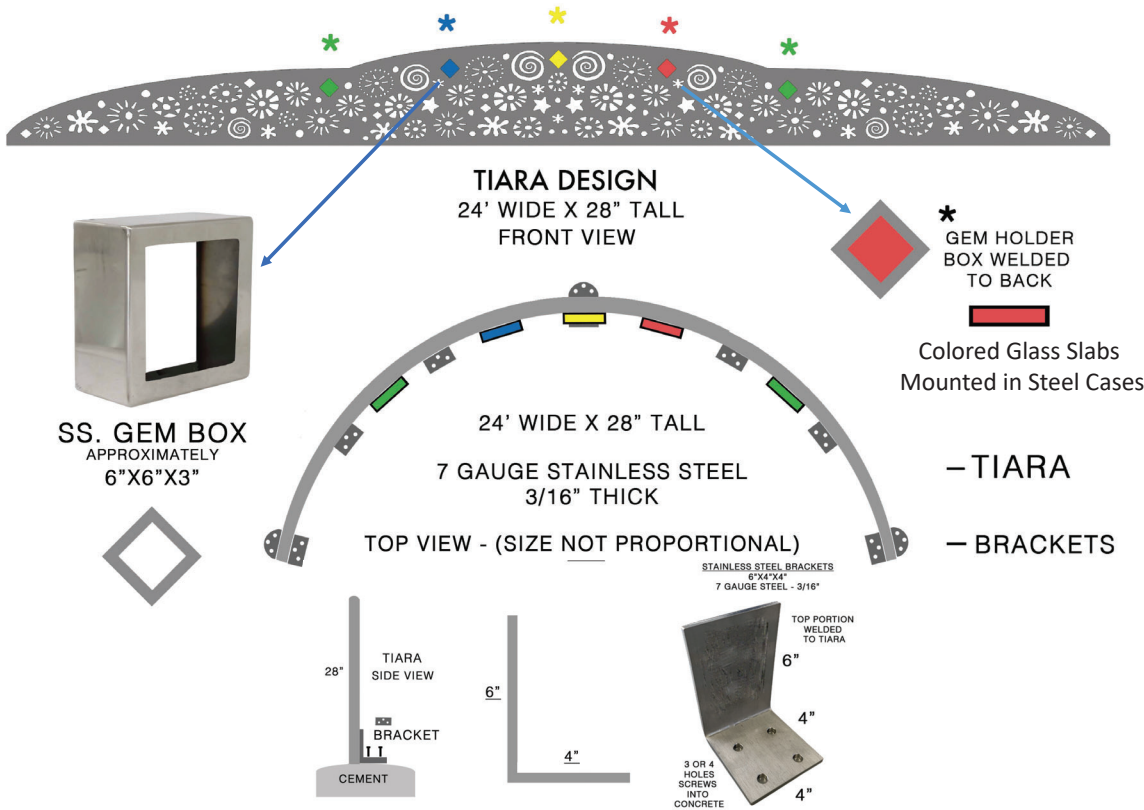 *
*
*
*
*
TIARA DESIGN
24' WIDE X 28” TALL
FRONT VIEW
*
GEM HOLDER
BOX WELDED
TO BACK
Colored Glass Slabs
Mounted in Steel Cases
SS. GEM BOX
APPROXIMATELY
6”X6”X3”
24' WIDE X 28” TALL
7 GAUGE STAINLESS STEEL
3/16” THICK
TOP VIEW - (SIZE NOT PROPORTIONAL)
– TIARA
– BRACKETS
28”
TIARA
SIDE VIEW
BRACKET
CEMENT
6”
4”
STAINLESS STEEL BRACKETS
6”X4”X4”
7 GAUGE STEEL - 3/16”
TOP PORTION
WELDED
TO TIARA
6”
4”
4”
3 OR 4
HOLES
SCREWS
INTO
CONCRETE